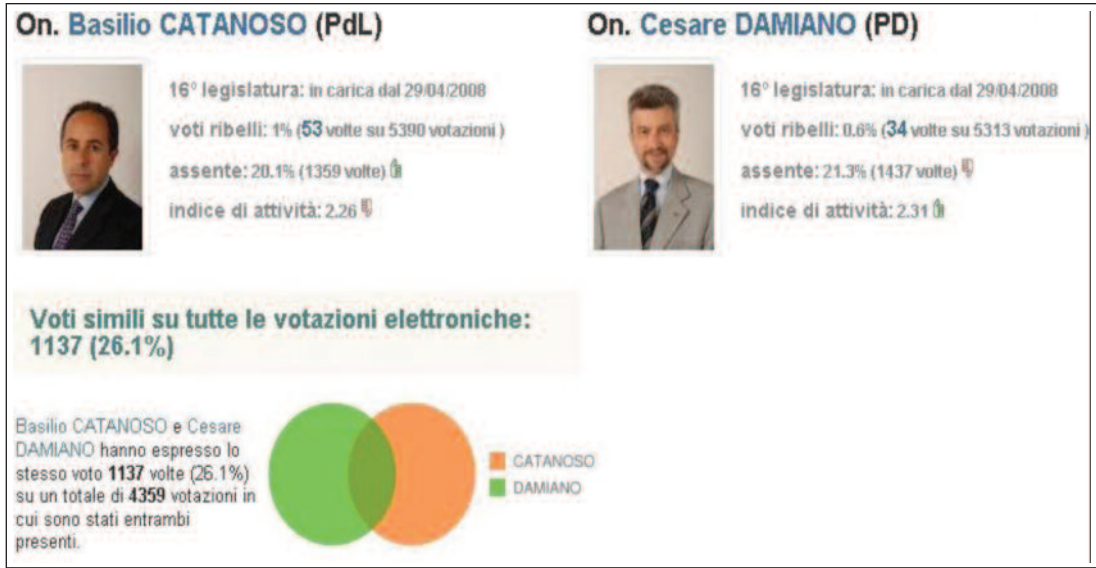 On. Basilio CATANOSO (PdL)
16° legislatura: in carica dal 29/04/2008
voti ribelli: 1% (53 volte su 5390 votazioni )
assente: 20.1% (1359 volte)
indice di attività: 2.26
On. Cesare DAMIANO (PD)
16° legislatura: in carica dal 29/04/2008
voti ribelli: 0.6% (34 volte su 5313 votazioni )
assente: 21.3% (1437 volte)
indice di attività: 2.31
Voti simili su tutte le votazioni elettroniche:
1137 (26.1%)
Basilio CATANOSO e Cesare
DAMIANO hanno espresso lo
stesso voto 1137 volte (26.1%)
su un totale di 4359 votazioni in
cui sono stati entrambi
presenti.
CATANOSO
DAMIANO